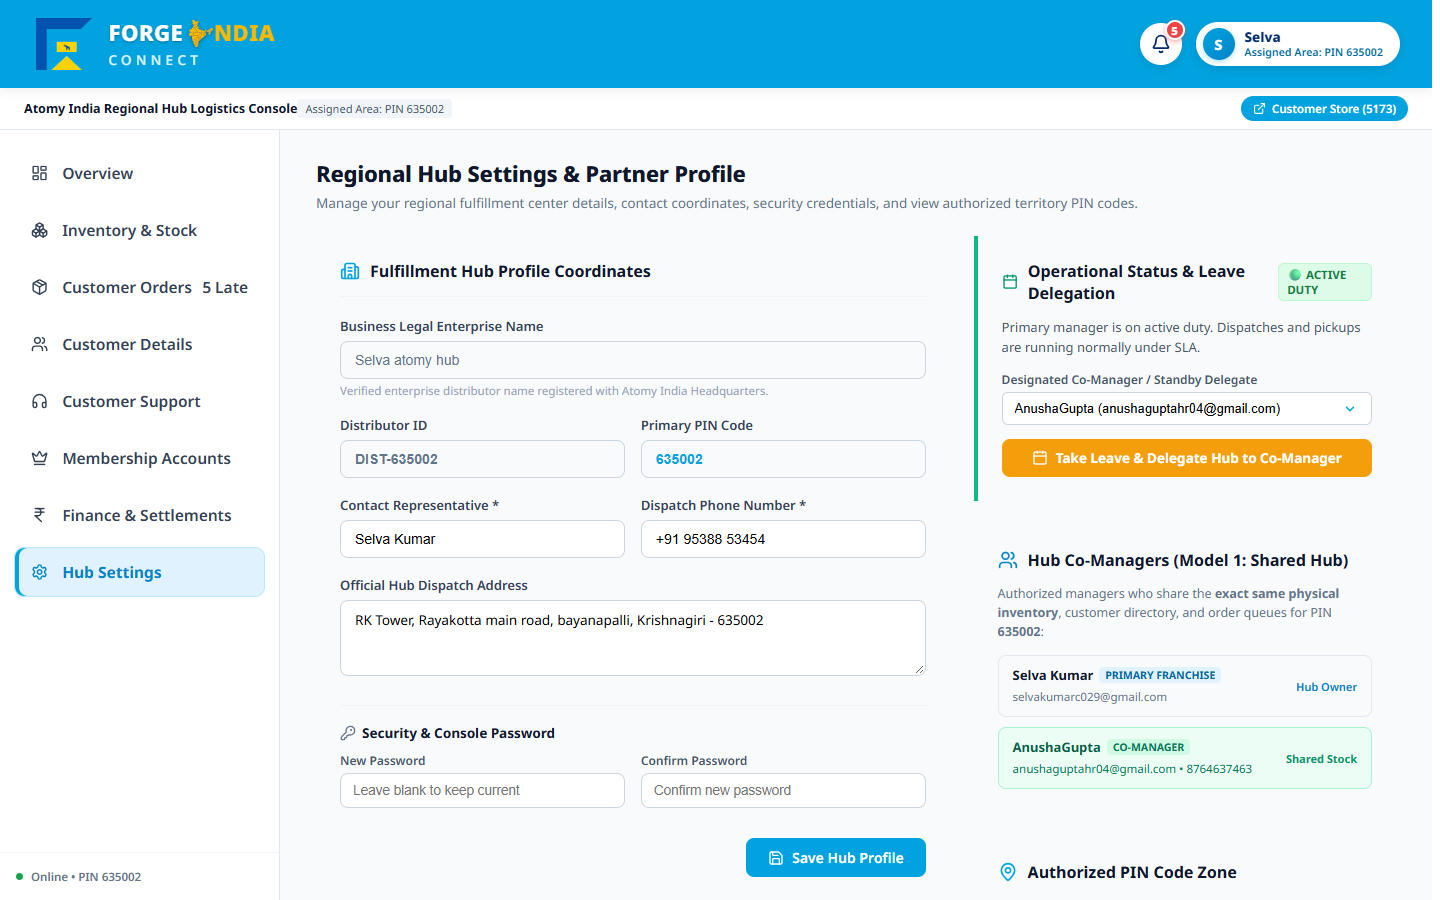 FORGE INDIA
CONNECT
5
S
Selva
Assigned Area: PIN 635002
Atomy India Regional Hub Logistics Console
Assigned Area: PIN 635002
Customer Store (5173)
Overview
Inventory & Stock
Customer Orders 5 Late
Customer Details
Customer Support
Membership Accounts
Finance & Settlements
Hub Settings
Online • PIN 635002
Regional Hub Settings & Partner Profile
Manage your regional fulfillment center details, contact coordinates, security credentials, and view authorized territory PIN codes.
Fulfillment Hub Profile Coordinates
Business Legal Enterprise Name
Selva atomy hub
Verified enterprise distributor name registered with Atomy India Headquarters.
Distributor ID
Primary PIN Code
DIST-635002
635002
Contact Representative *
Dispatch Phone Number *
Selva Kumar
+91 95388 53454
Official Hub Dispatch Address
RK Tower, Rayakotta main road, bayanapalli, Krishnagiri - 635002
Security & Console Password
New Password
Confirm Password
Leave blank to keep current
Confirm new password
Save Hub Profile
Operational Status & Leave
Delegation
ACTIVE
DUTY
Primary manager is on active duty. Dispatches and pickups
are running normally under SLA.
Designated Co-Manager / Standby Delegate
AnushaGupta (anushaguptahr04@gmail.com)
Take Leave & Delegate Hub to Co-Manager
Hub Co-Managers (Model 1: Shared Hub)
Authorized managers who share the exact same physical
inventory, customer directory, and order queues for PIN
635002:
Selva Kumar PRIMARY FRANCHISE
selvakumarc029@gmail.com
Hub Owner
AnushaGupta CO-MANAGER
anushaguptahr04@gmail.com • 8764637463
Shared Stock
Authorized PIN Code Zone